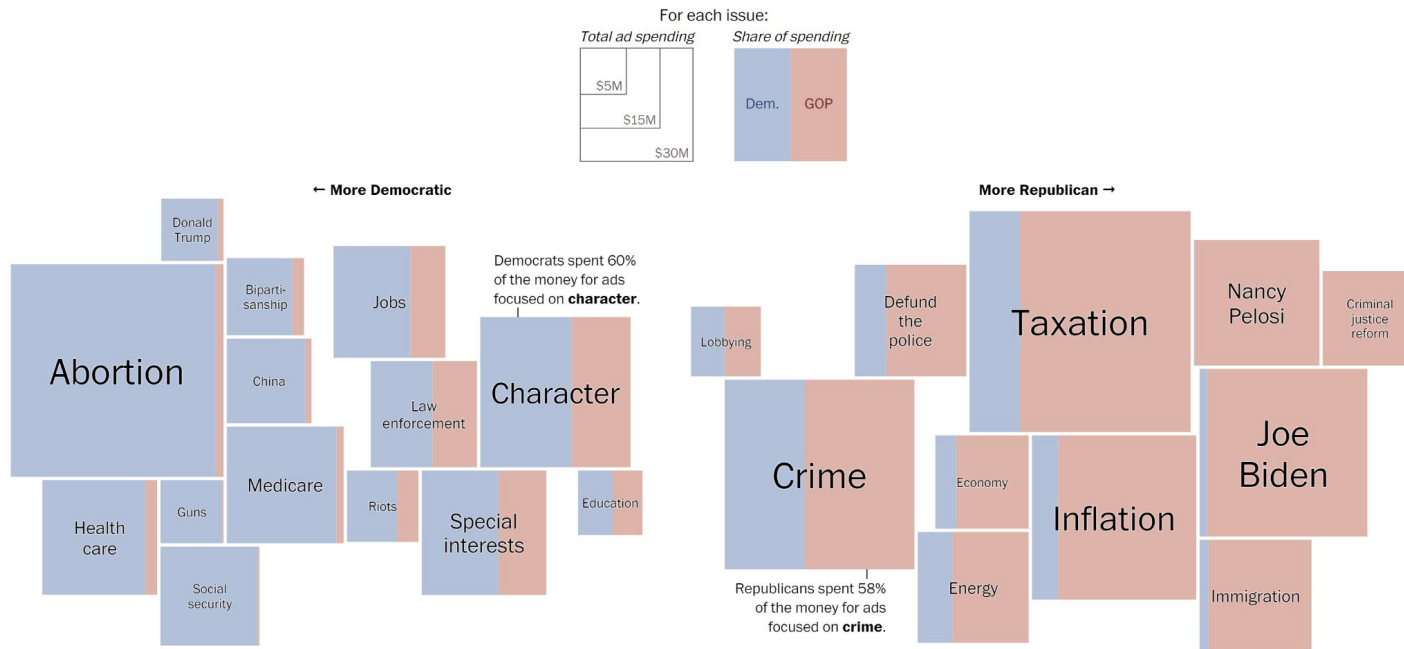 For each issue:
Total ad spending
Share of spending
$5M
$15M
$30M
Dem.
GOP
← More Democratic
More Republican →
Donald
Trump
Abortion
Biparti-
sanship
China
Medicare
Health
care
Guns
Social
security
Jobs
Law
enforcement
Riots
Special
interests
Democrats spent 60%
of the money for ads
focused on character.
Character
Education
Lobbying
Defund
the
police
Taxation
Nancy
Pelosi
Criminal
justice
reform
Crime
Republicans spent 58%
of the money for ads
focused on crime.
Economy
Energy
Inflation
Joe
Biden
Immigration